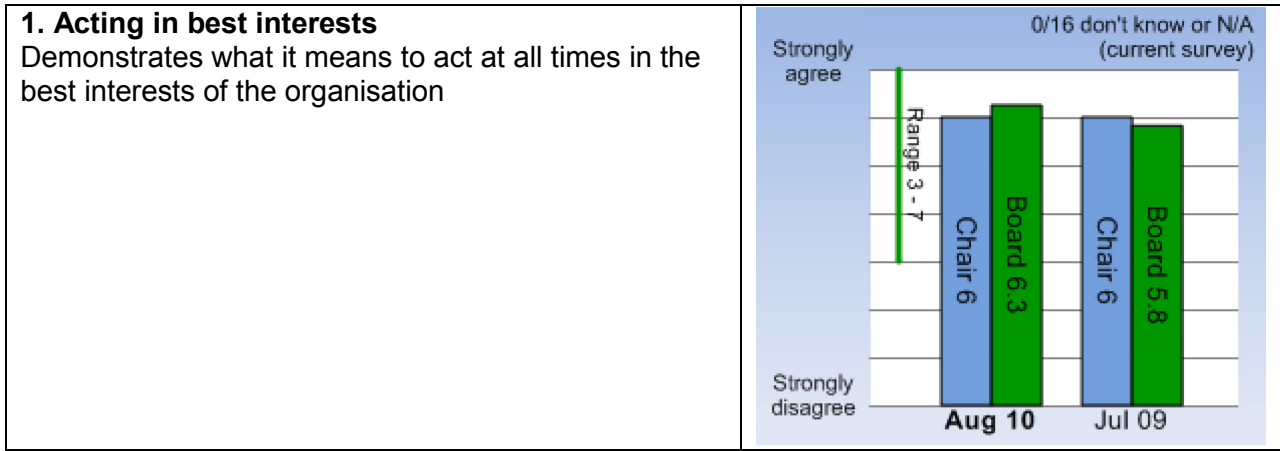 1. Acting in best interests
Demonstrates what it means to act at all times in the
best interests of the organisation
0/16 don't know or N/A
(current survey)
Strongly
agree
Range 3 - 7
Chair 6
Board 6.3
Chair 6
Board 5.8
Strongly
disagree
Aug 10
Jul 09